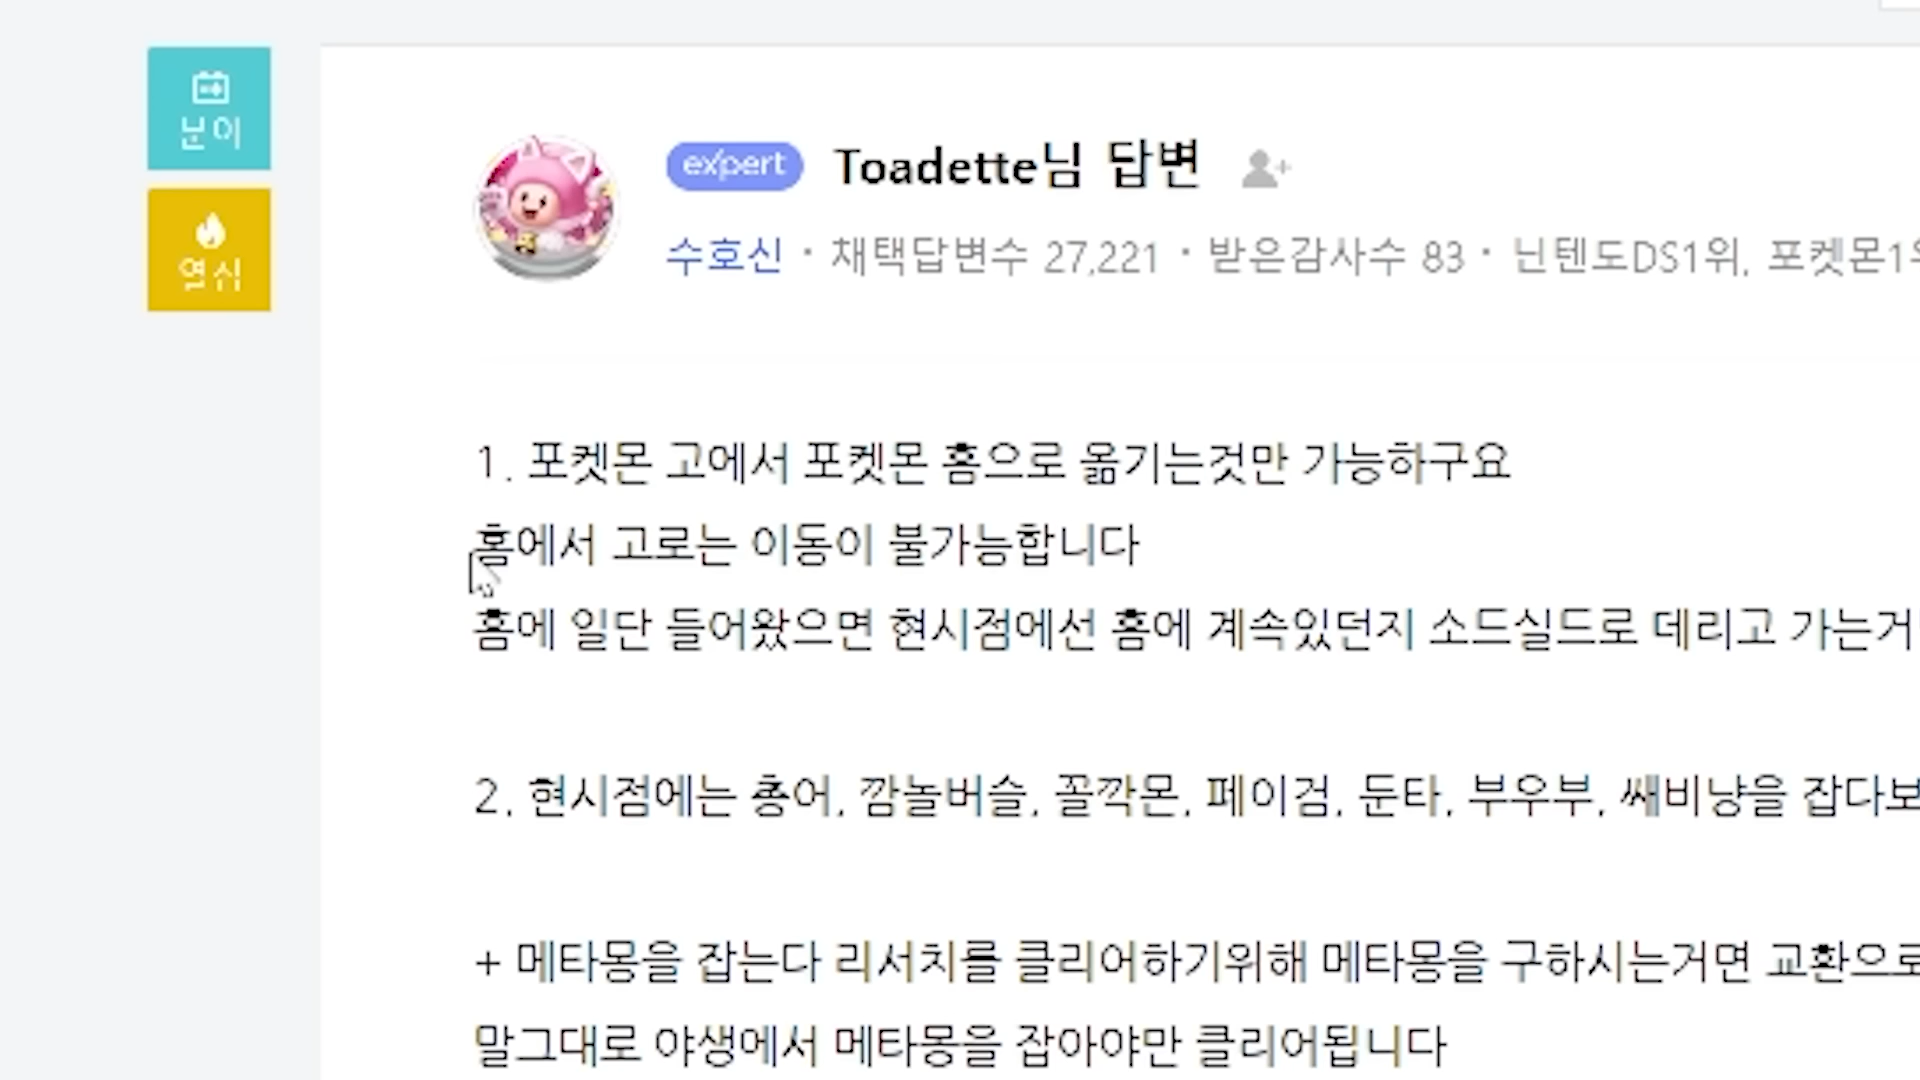 분야
열심
expert Toadette님 답변
수호신 · 채택답변수 27,221 · 받은감사수 83 · 닌텐도DS1위, 포켓몬1위
1. 포켓몬 고에서 포켓몬 홈으로 옮기는것만 가능하구요
홈에서 고로는 이동이 불가능합니다
홈에 일단 들어왔으면 현시점에선 홈에 계속있던지 소드실드로 데리고 가는거
2. 현시점에는 총어, 깜놀버슬, 꼴깍몬, 페이검, 둔타, 부우부, 쌔비냥을 잡다보
+ 메타몽을 잡는다 리서치를 클리어하기위해 메타몽을 구하시는거면 교환으로
말그대로 야생에서 메타몽을 잡아야만 클리어됩니다